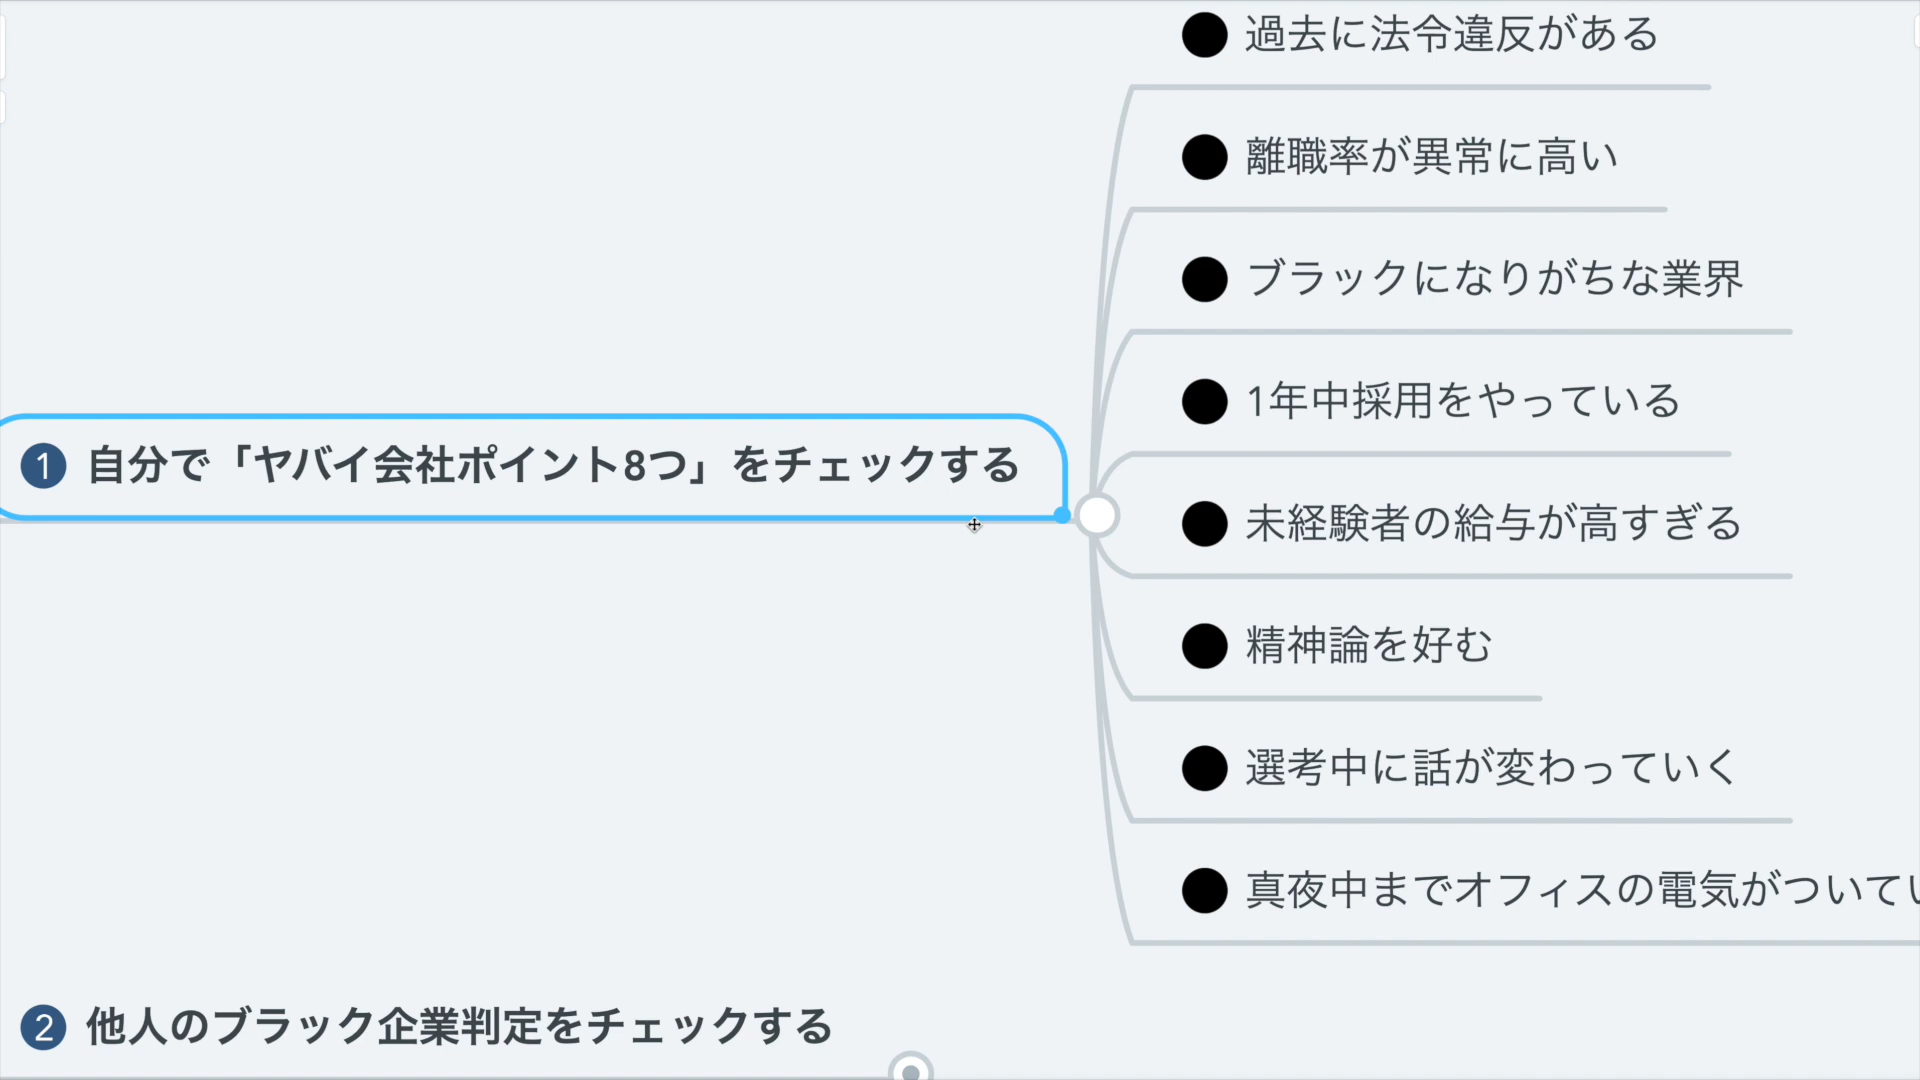 過去に法令違反がある
離職率が異常に高い
ブラックになりがちな業界
1年中採用をやっている
1 自分で「ヤバイ会社ポイント8つ」をチェックする
未経験者の給与が高すぎる
精神論を好む
選考中に話が変わっていく
真夜中までオフィスの電気がついてい
2 他人のブラック企業判定をチェックする